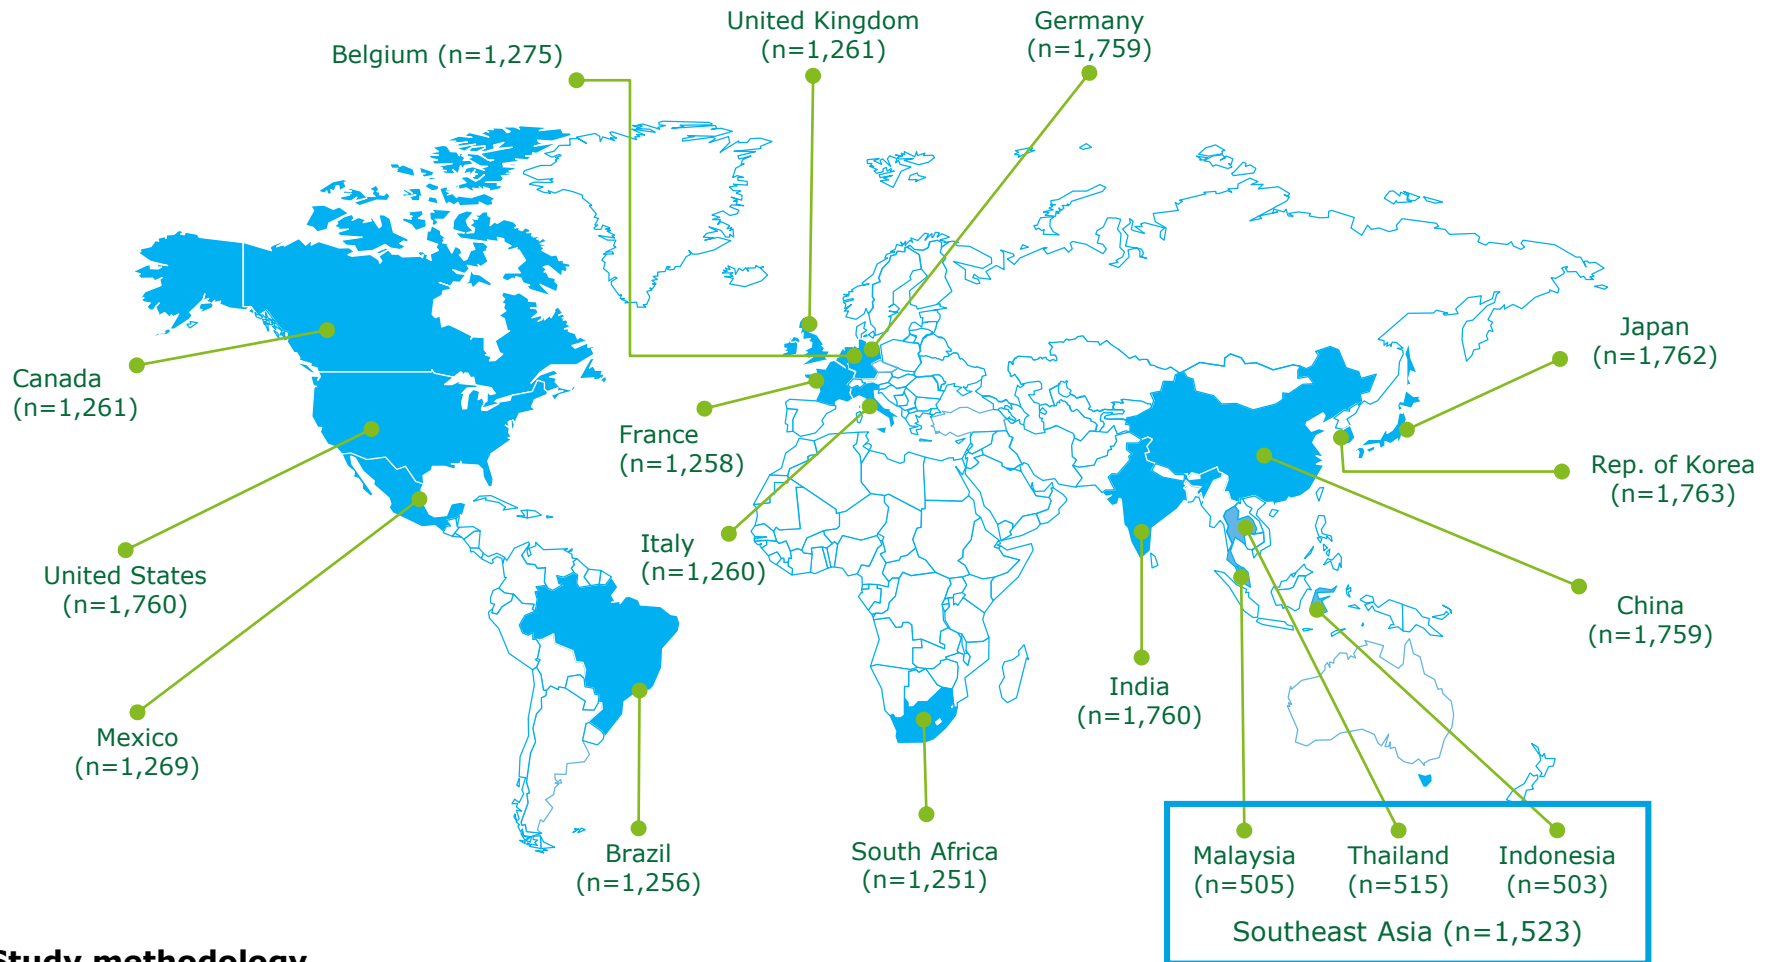 United Kingdom
(n=1,261)
Germany
(n=1,759)
Belgium (n=1,275)
Japan
(n=1,762)
Canada
(n=1,261)
France
(n=1,258)
Rep. of Korea
(n=1,763)
Italy
(n=1,260)
United States
(n=1,760)
China
(n=1,759)
India
(n=1,760)
Mexico
(n=1,269)
Brazil
(n=1,256)
South Africa
(n=1,251)
Malaysia
(n=505)
Thailand
(n=515)
Indonesia
(n=503)
Southeast Asia (n=1,523)
Study methodology